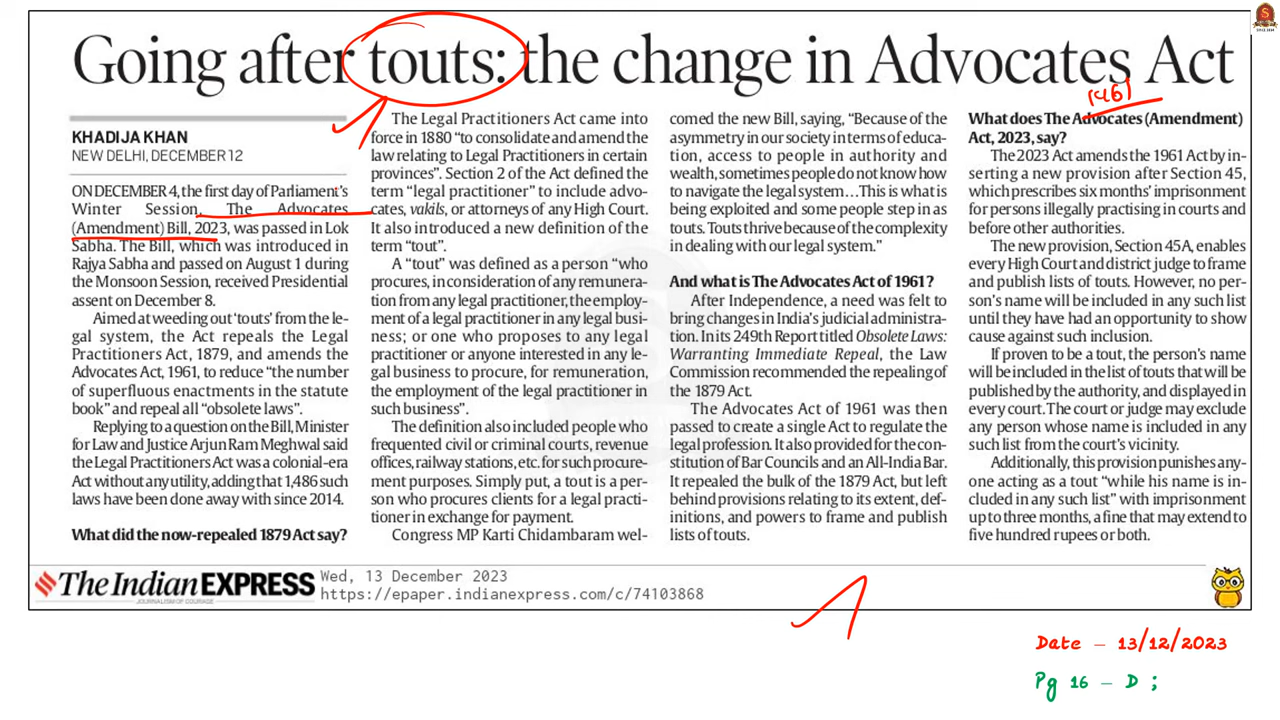 Going after touts: the change in Advocates Act
KHADIJA KHAN
NEW DELHI, DECEMBER 12
ON DECEMBER 4, the first day of Parliament's
Winter Session, The Advocates
(Amendment) Bill, 2023, was passed in Lok
Sabha. The Bill, which was introduced in
Rajya Sabha and passed on August 1 during
the Monsoon Session, received Presidential
assent on December 8.
Aimed at weeding out 'touts' from the le-
gal system, the Act repeals the Legal
Practitioners Act, 1879, and amends the
Advocates Act, 1961, to reduce "the number
of superfluous enactments in the statute
book" and repeal all "obsolete laws".
Replying to a question on the Bill, Minister
for Law and Justice Arjun Ram Meghwal said
the Legal Practitioners Act was a colonial-era
Act without any utility, adding that 1,486 such
laws have been done away with since 2014.
What did the now-repealed 1879 Act say?
The Legal Practitioners Act came into
force in 1880 "to consolidate and amend the
law relating to Legal Practitioners in certain
provinces". Section 2 of the Act defined the
term "legal practitioner" to include advo-
cates, vakils, or attorneys of any High Court.
It also introduced a new definition of the
term "tout".
A "tout" was defined as a person "who
procures, in consideration of any remunera-
tion from any legal practitioner, the employ-
ment of a legal practitioner in any legal busi-
ness; or one who proposes to any legal
practitioner or anyone interested in any le-
gal business to procure, for remuneration,
the employment of the legal practitioner in
such business".
The definition also included people who
frequented civil or criminal courts, revenue
offices, railway stations, etc. for such procure-
ment purposes. Simply put, a tout is a per-
son who procures clients for a legal practi-
tioner in exchange for payment.
Congress MP Karti Chidambaram wel-
comed the new Bill, saying, "Because of the
asymmetry in our society in terms of educa-
tion, access to people in authority and
wealth, sometimes people do not know how
to navigate the legal system…This is what is
being exploited and some people step in as
touts. Touts thrive because of the complexity
in dealing with our legal system."
And what is The Advocates Act of 1961?
After Independence, a need was felt to
bring changes in India's judicial administra-
tion. In its 249th Report titled Obsolete Laws:
Warranting Immediate Repeal, the Law
Commission recommended the repealing of
the 1879 Act.
The Advocates Act of 1961 was then
passed to create a single Act to regulate the
legal profession. It also provided for the con-
stitution of Bar Councils and an All-India Bar.
It repealed the bulk of the 1879 Act, but left
behind provisions relating to its extent, def-
initions, and powers to frame and publish
lists of touts.
1961
What does The Advocates (Amendment)
Act, 2023, say?
The 2023 Act amends the 1961 Act by in-
serting a new provision after Section 45,
which prescribes six months' imprisonment
for persons illegally practising in courts and
before other authorities.
The new provision, Section 45A, enables
every High Court and district judge to frame
and publish lists of touts. However, no per-
son's name will be included in any such list
until they have had an opportunity to show
cause against such inclusion.
If proven to be a tout, the person's name
will be included in the list of touts that will be
published by the authority, and displayed in
every court. The court or judge may exclude
any person whose name is included in any
such list from the court's vicinity.
Additionally, this provision punishes any-
one acting as a tout "while his name is in-
cluded in any such list" with imprisonment
up to three months, a fine that may extend to
five hundred rupees or both.
The Indian EXPRESS
JOURNALISM OF COURAGE
Wed, 13 December 2023
https://epaper.indianexpress.com/c/74103868
Date – 13/12/2023
Pg 16 – D ;